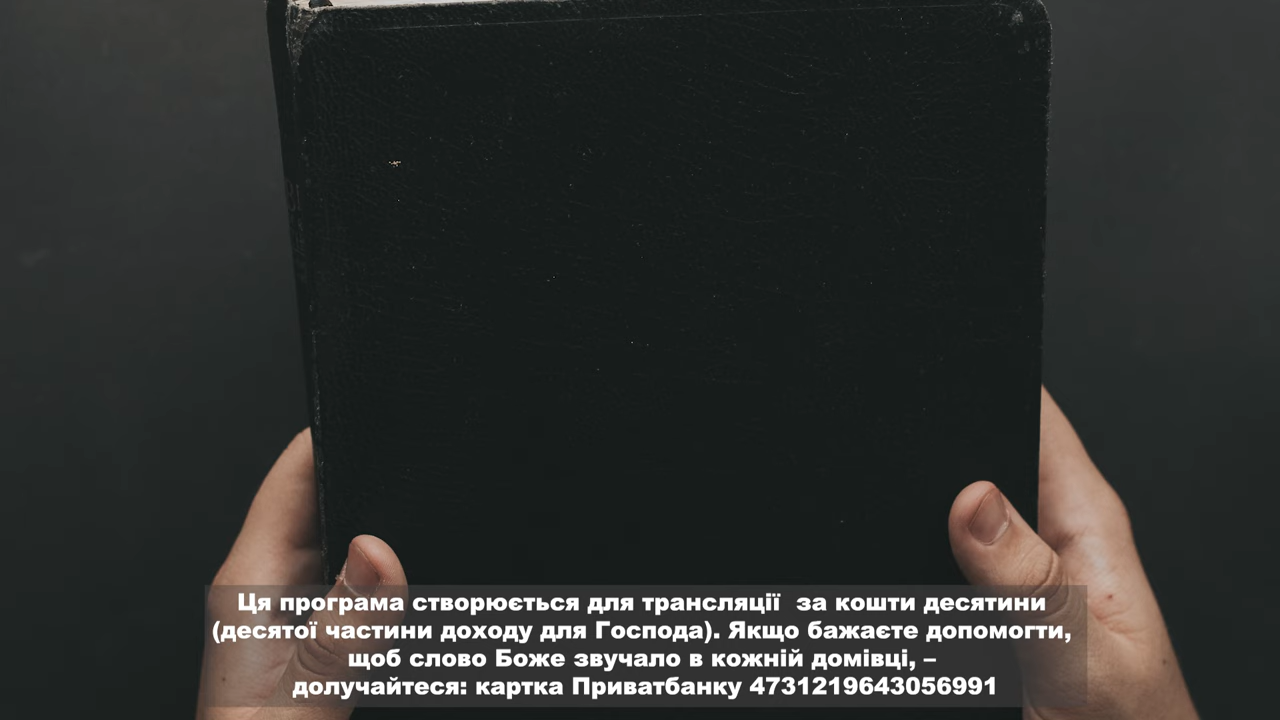 Ця програма створюється для трансляції  за кошти десятини
(десятої частини доходу для Господа). Якщо бажаєте допомогти,
щоб слово Боже звучало в кожній домівці, –
долучайтеся: картка Приватбанку 4731219643056991